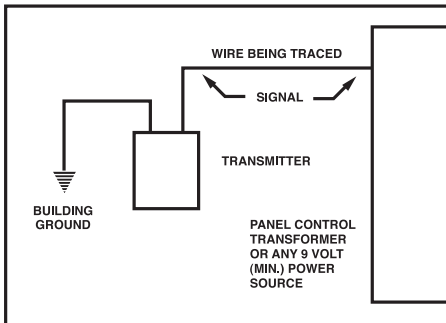 WIRE BEING TRACED
SIGNAL
TRANSMITTER
BUILDING
GROUND
PANEL CONTROL
TRANSFORMER
OR ANY 9 VOLT
(MIN.) POWER
SOURCE